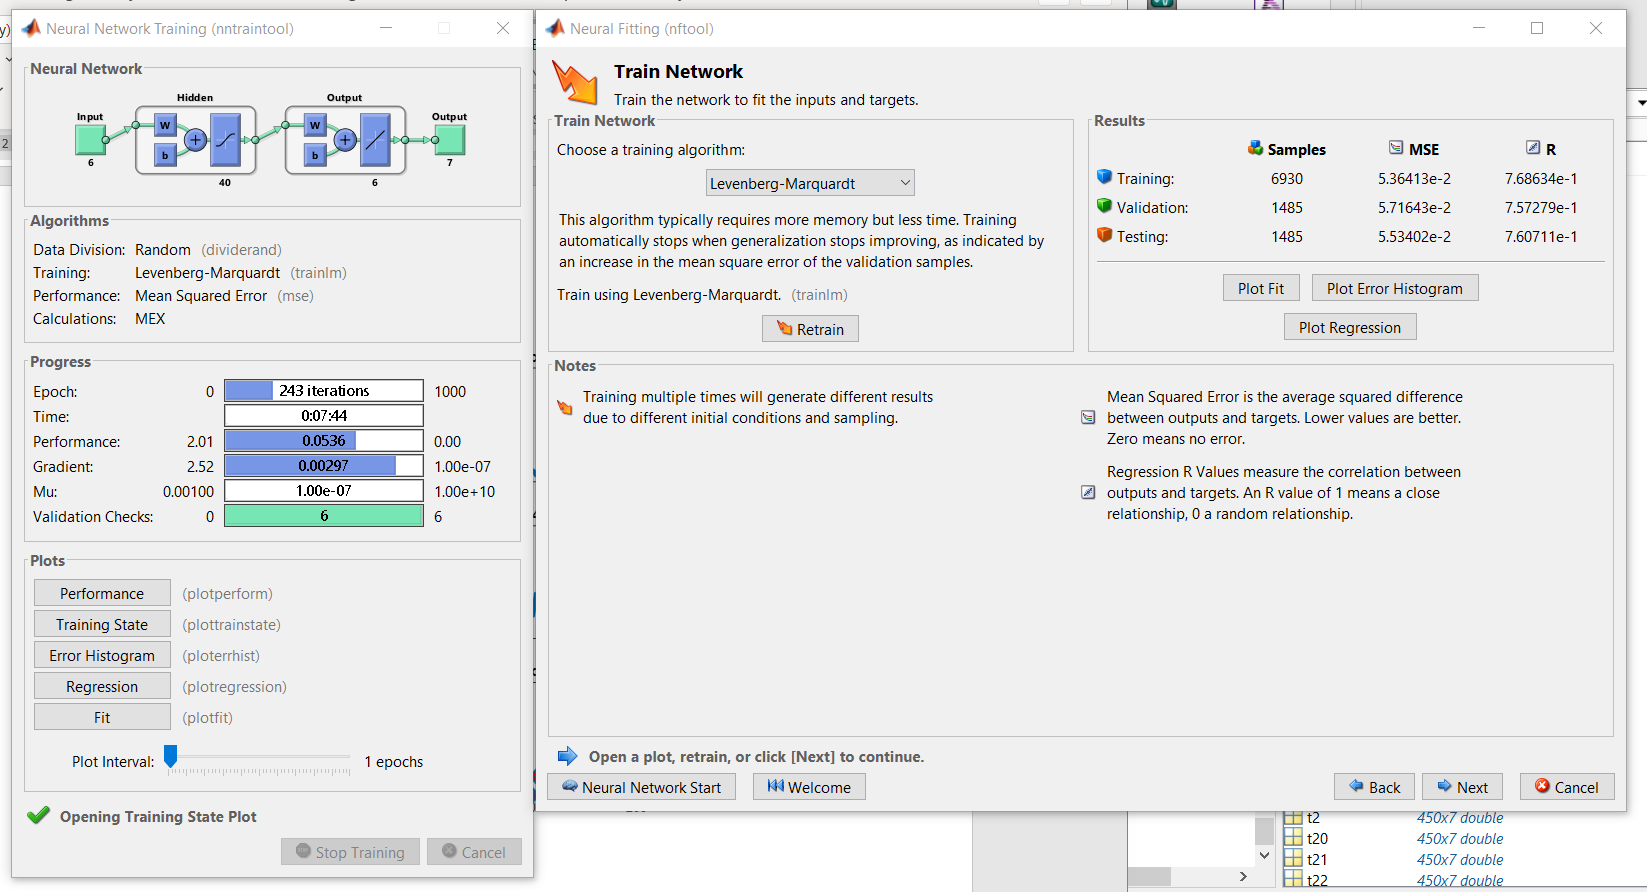 Neural Network Training (nntraintool)
Neural Network
Hidden
Output
Input
W
b
W
b
Output
6
40
6
7
Algorithms
Data Division: Random (dividerand)
Training: Levenberg-Marquardt (trainlm)
Performance: Mean Squared Error (mse)
Calculations: MEX
Progress
Epoch: 0 243 iterations 1000
Time: 0:07:44
Performance: 2.01 0.0536 0.00
Gradient: 2.52 0.00297 1.00e-07
Mu: 0.00100 1.00e-07 1.00e+10
Validation Checks: 0 6 6
Plots
Performance (plotperform)
Training State (plottrainstate)
Error Histogram (ploterrhist)
Regression (plotregression)
Fit (plotfit)
Plot Interval: 1 epochs
Opening Training State Plot
Stop Training Cancel
Neural Fitting (nftool)
Train Network
Train the network to fit the inputs and targets.
Train Network
Choose a training algorithm:
Levenberg-Marquardt
This algorithm typically requires more memory but less time. Training
automatically stops when generalization stops improving, as indicated by
an increase in the mean square error of the validation samples.
Train using Levenberg-Marquardt. (trainlm)
Retrain
Results
Samples MSE R
Training: 6930 5.36413e-2 7.68634e-1
Validation: 1485 5.71643e-2 7.57279e-1
Testing: 1485 5.53402e-2 7.60711e-1
Plot Fit Plot Error Histogram
Plot Regression
Notes
Training multiple times will generate different results
due to different initial conditions and sampling.
Mean Squared Error is the average squared difference
between outputs and targets. Lower values are better.
Zero means no error.
Regression R Values measure the correlation between
outputs and targets. An R value of 1 means a close
relationship, 0 a random relationship.
Open a plot, retrain, or click [Next] to continue.
Neural Network Start Welcome Back Next Cancel
t2 450x7 double
t20 450x7 double
t21 450x7 double
t22 450x7 double
y)
2